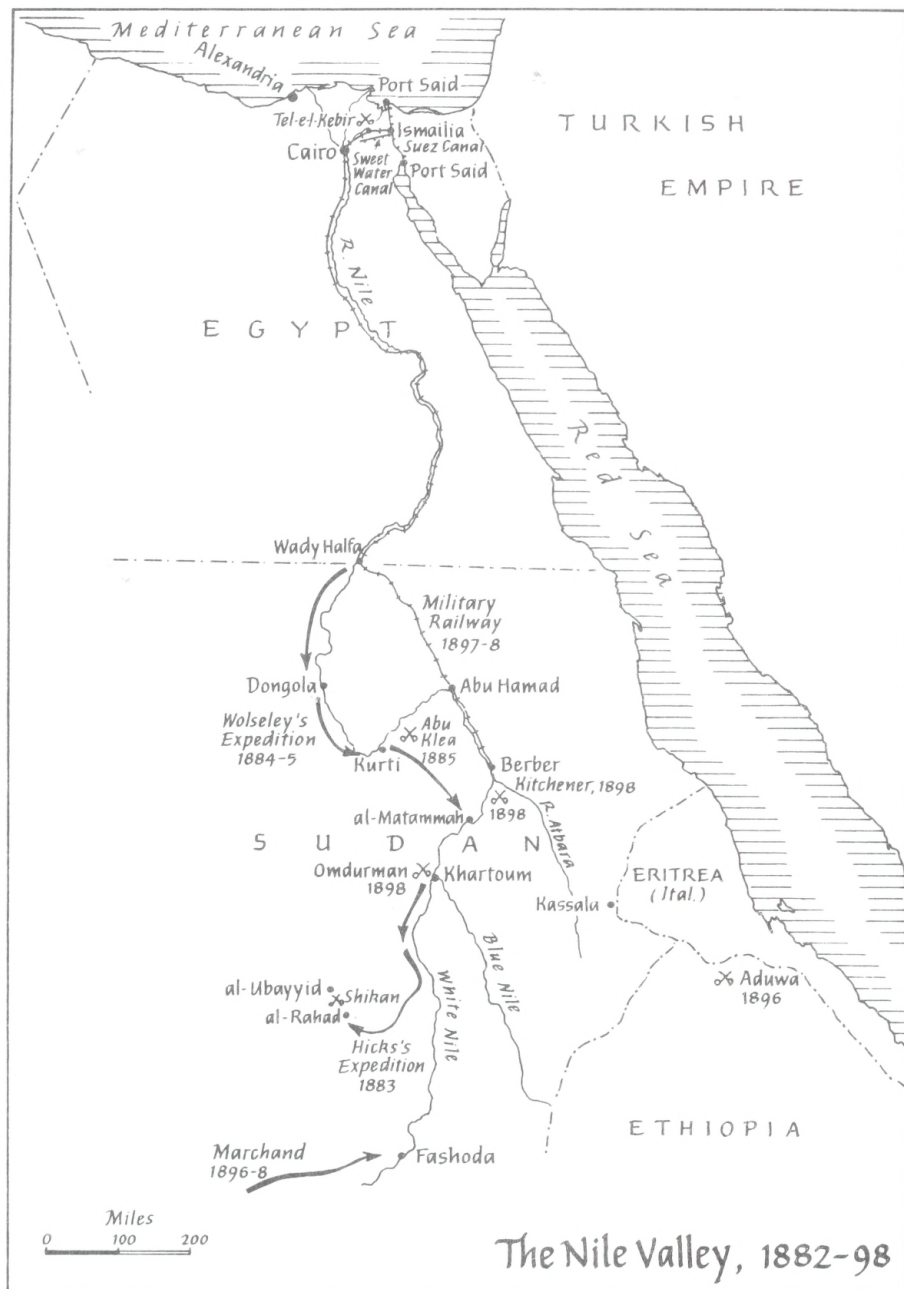 Mediterranean Sea
Alexandria
Port Said
TURKISH
EMPIRE
Tel-el-Kebir
Ismailia
Suez Canal
Cairo
Sweet
Water
Canal
Port Said
R. Nile
EGYPT
Red Sea
Wady Halfa
Military
Railway
1897-8
Dongola
Abu Hamad
Wolseley's
Expedition
1884-5
Abu
Klea
1885
Kurti
Berber
Kitchener, 1898
1898
al-Matammah
R. Atbara
SUDAN
Omdurman
1898
Khartoum
ERITREA
(Ital.)
Kassala
Blue Nile
White Nile
Aduwa
1896
al-Ubayyid
Shikan
al-Rahad
Hicks's
Expedition
1883
ETHIOPIA
Marchand
1896-8
Fashoda
Miles
0 100 200
The Nile Valley, 1882-98